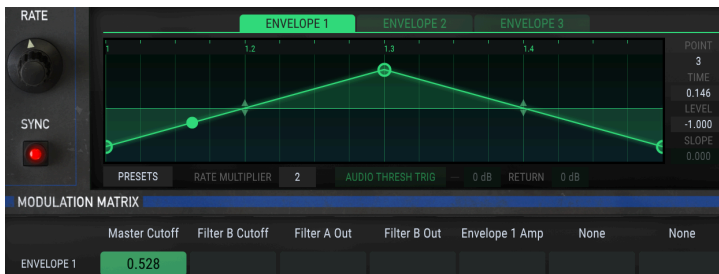 RATE
ENVELOPE 1 ENVELOPE 2 ENVELOPE 3
1 1.2 1.3 1.4
POINT
3
TIME
0.146
LEVEL
-1.000
SLOPE
0.000
SYNC
PRESETS RATE MULTIPLIER 2 AUDIO THRESH TRIG — 0 dB RETURN 0 dB
MODULATION MATRIX
Master Cutoff Filter B Cutoff Filter A Out Filter B Out Envelope 1 Amp None None
ENVELOPE 1 0.528